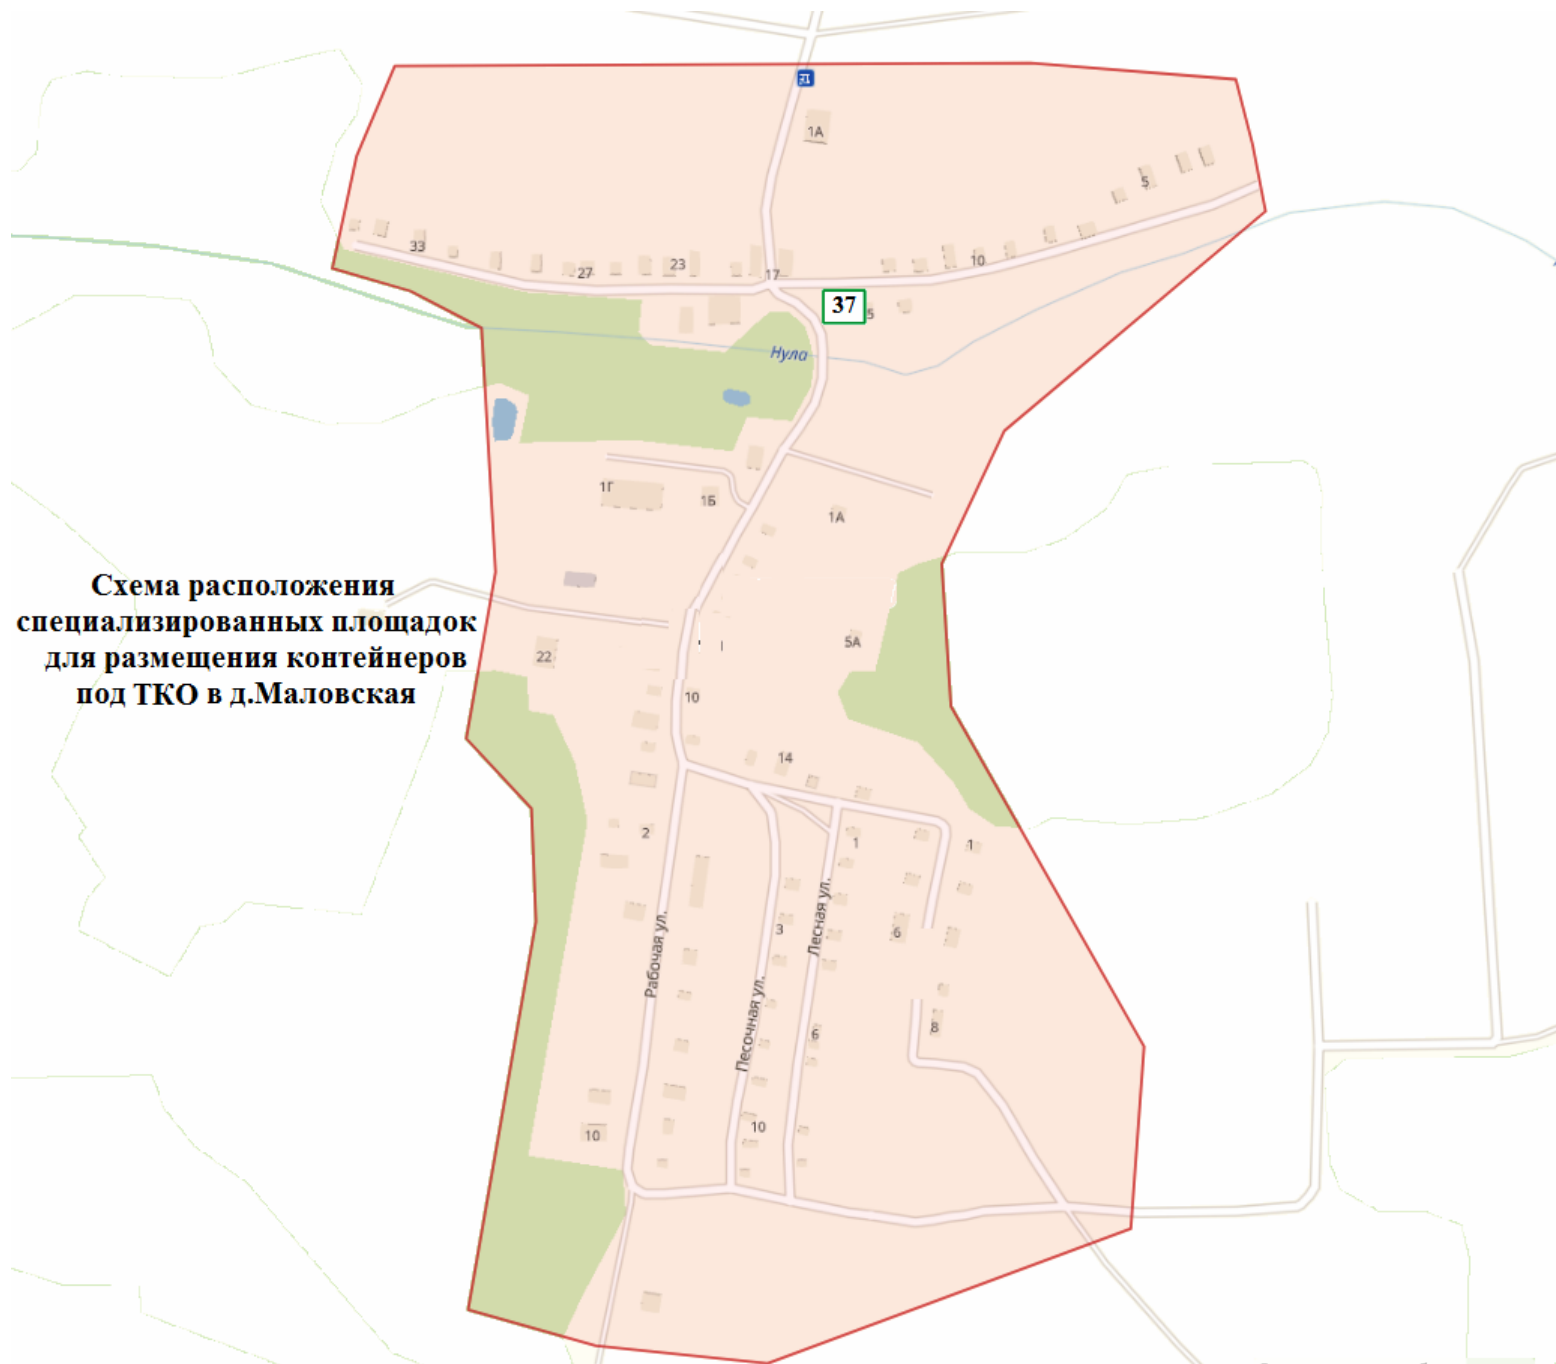 1А
5
33
27
23
17
10
37
5
Нула
1Г
1Б
1А
Схема расположения
специализированных площадок
для размещения контейнеров
под ТКО в д.Маловская
22
5А
10
14
2
1
1
3
6
Рабочая ул.
Песочная ул.
Лесная ул.
6
8
10
10